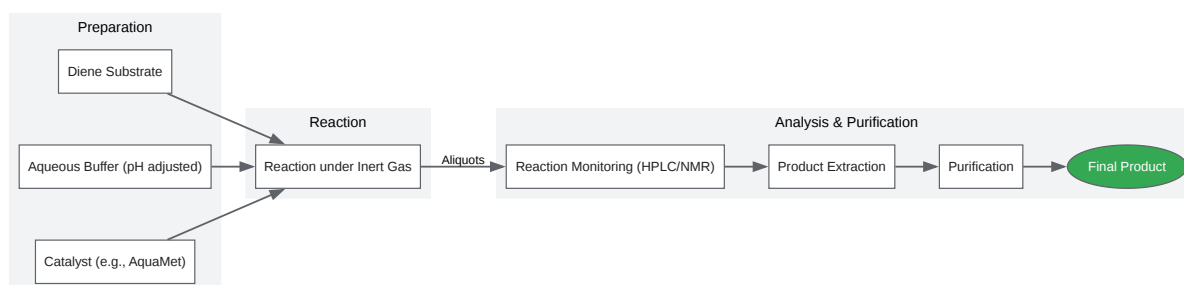 Preparation
Diene Substrate
Aqueous Buffer (pH adjusted)
Catalyst (e.g., AquaMet)
Reaction
Reaction under Inert Gas
Aliquots
Analysis & Purification
Reaction Monitoring (HPLC/NMR)
Product Extraction
Purification
Final Product